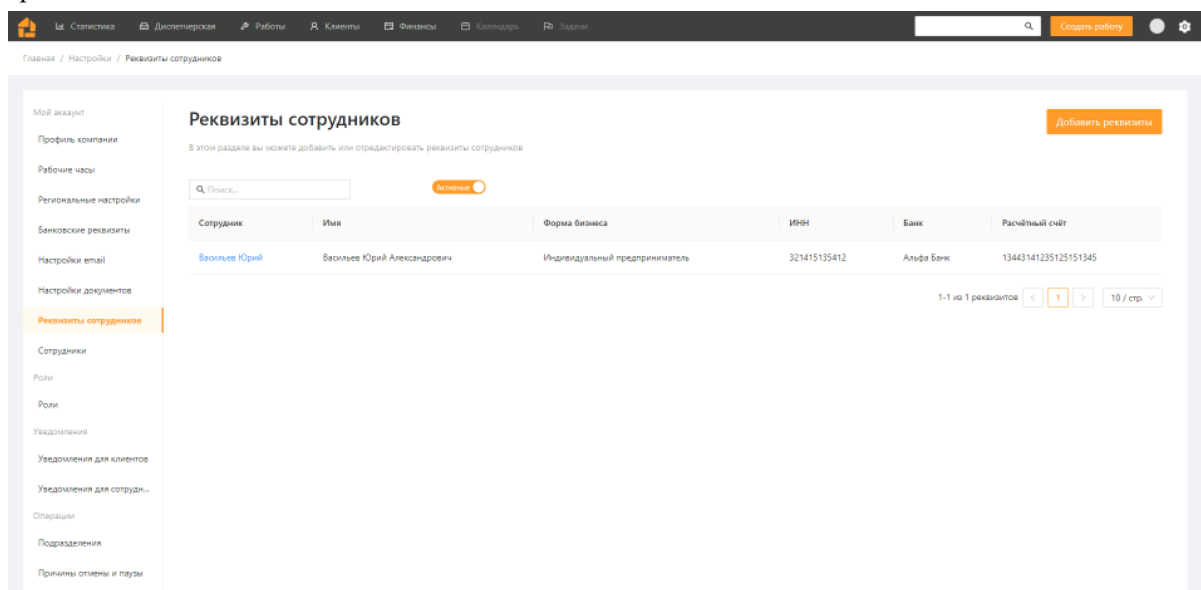 Статистика Диспетчерская Работы Клиенты Финансы Календарь Задачи Создать работу
Главная / Настройки / Реквизиты сотрудников
Мой аккаунт
Профиль компании
Рабочие часы
Региональные настройки
Банковские реквизиты
Настройки email
Настройки документов
Реквизиты сотрудников
Сотрудники
Роли
Роли
Уведомления
Уведомления для клиентов
Уведомления для сотрудн...
Операции
Подразделения
Причины отмены и паузы
Реквизиты сотрудников
Добавить реквизиты
В этом разделе вы можете добавить или отредактировать реквизиты сотрудников
Поиск... Активные
Сотрудник Имя Форма бизнеса ИНН Банк Расчётный счёт
Васильев Юрий Васильев Юрий Александрович Индивидуальный предприниматель 321415135412 Альфа Банк 13443141235125151345
1-1 из 1 реквизитов < 1 > 10 / стр.